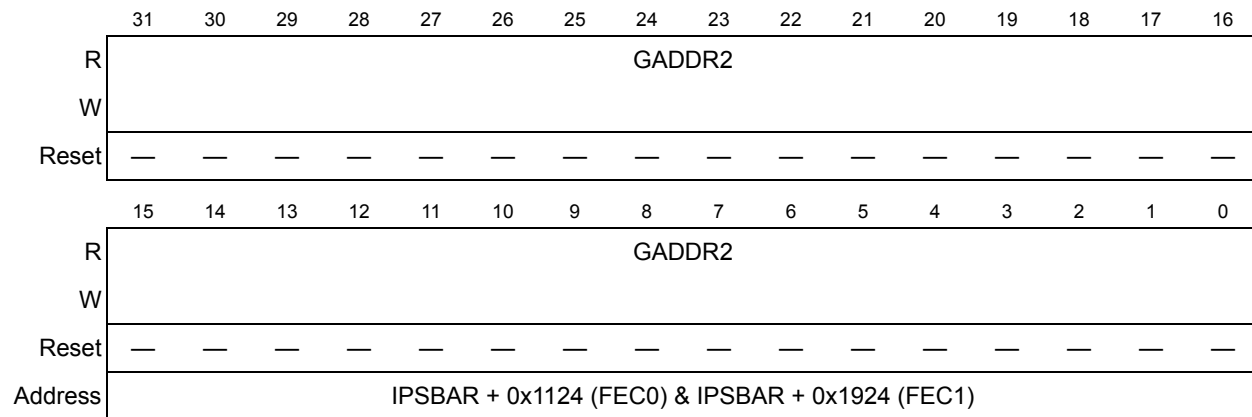 31 30 29 28 27 26 25 24 23 22 21 20 19 18 17 16
R GADDR2
W
Reset — — — — — — — — — — — — — — — —
15 14 13 12 11 10 9 8 7 6 5 4 3 2 1 0
R GADDR2
W
Reset — — — — — — — — — — — — — — — —
Address IPSBAR + 0x1124 (FEC0) & IPSBAR + 0x1924 (FEC1)